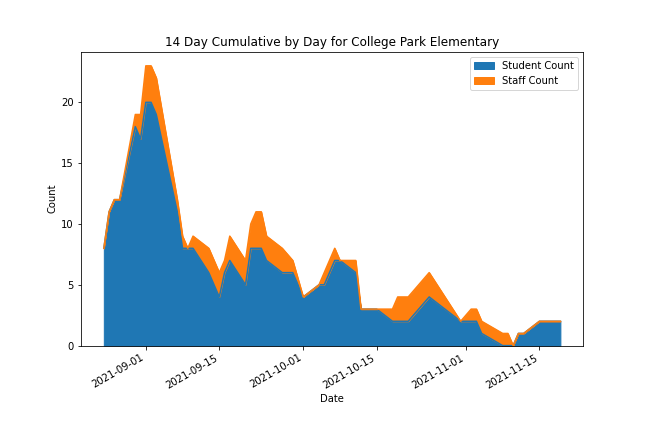 14 Day Cumulative by Day for College Park Elementary
Student Count
Staff Count
Count
20
15
10
5
0
2021-09-01
2021-09-15
2021-10-01
2021-10-15
2021-11-01
2021-11-15
Date